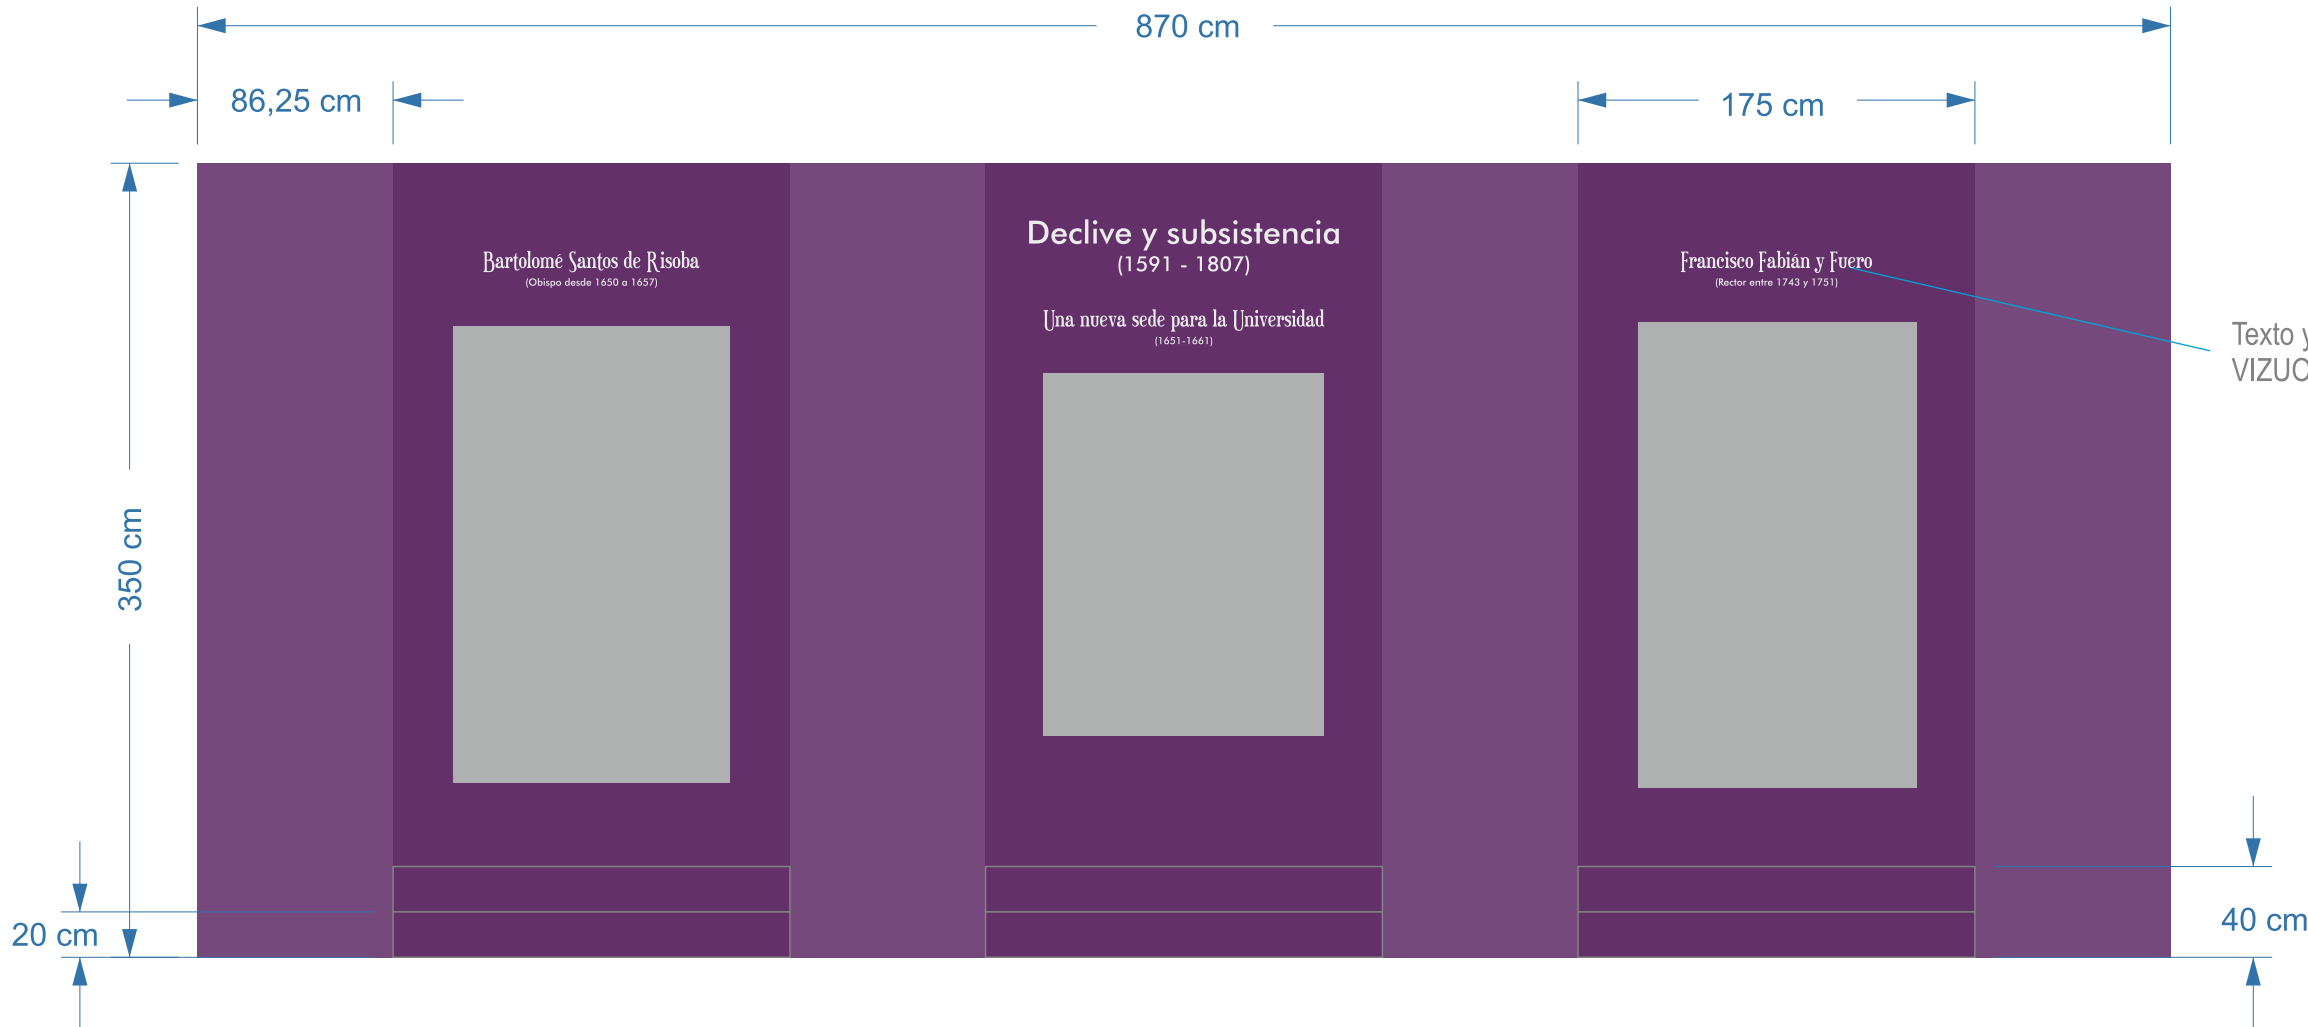 870 cm
86,25 cm
175 cm
Declive y subsistencia
(1591 - 1807)
Bartolomé Santos de Risoba
(Obispo desde 1650 a 1657)
Francisco Fabián y Fuero
(Rector entre 1743 y 1751)
Una nueva sede para la Universidad
(1651-1661)
Texto y
350 cm
20 cm
40 cm